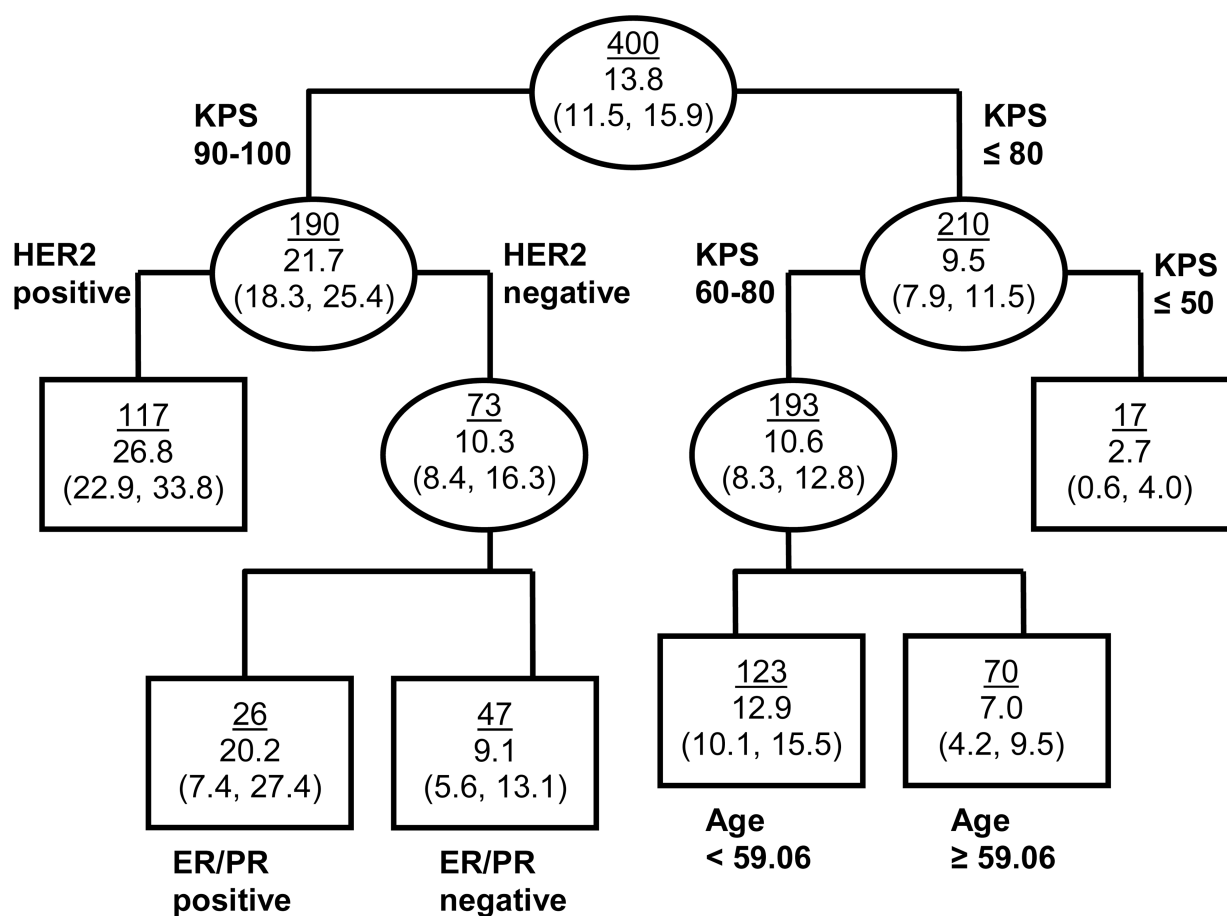 400
13.8
(11.5, 15.9)
KPS
90-100
KPS
≤ 80
190
21.7
(18.3, 25.4)
210
9.5
(7.9, 11.5)
HER2
positive
HER2
negative
KPS
60-80
KPS
≤ 50
117
26.8
(22.9, 33.8)
73
10.3
(8.4, 16.3)
193
10.6
(8.3, 12.8)
17
2.7
(0.6, 4.0)
26
20.2
(7.4, 27.4)
47
9.1
(5.6, 13.1)
123
12.9
(10.1, 15.5)
70
7.0
(4.2, 9.5)
ER/PR
positive
ER/PR
negative
Age
< 59.06
Age
≥ 59.06